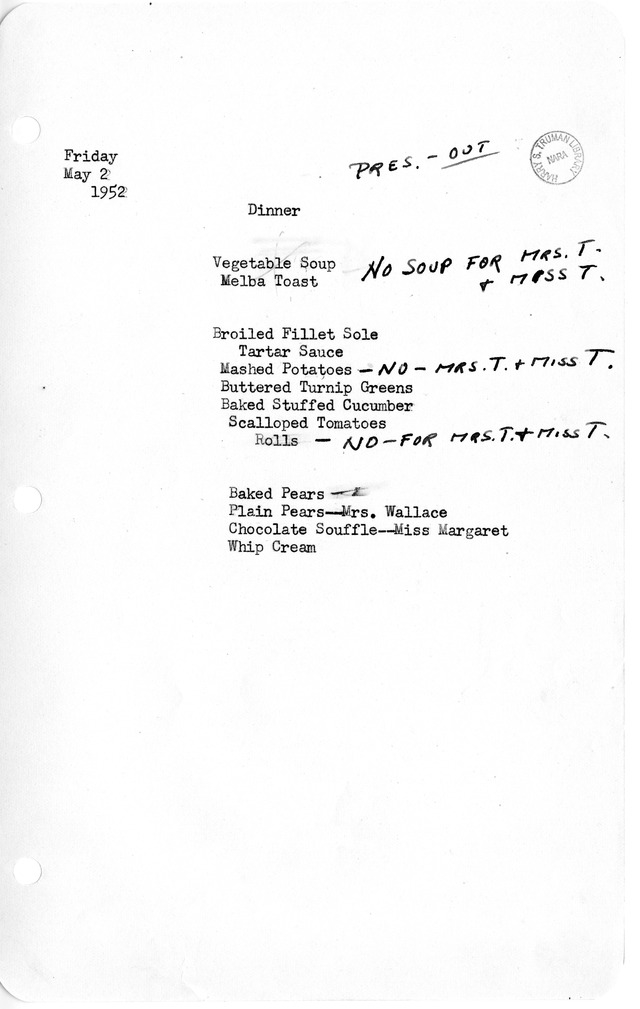 Friday
May 2
1952
PRES. - OUT
HARRY S. TRUMAN LIBRARY
NARA
Dinner
Vegetable Soup NO SOUP FOR MRS. T.
Melba Toast + MISS T.
Broiled Fillet Sole
Tartar Sauce
Mashed Potatoes - NO - MRS. T. + MISS T.
Buttered Turnip Greens
Baked Stuffed Cucumber
Scalloped Tomatoes
Rolls - NO - FOR MRS. T. + MISS T.
Baked Pears
Plain Pears--Mrs. Wallace
Chocolate Souffle--Miss Margaret
Whip Cream